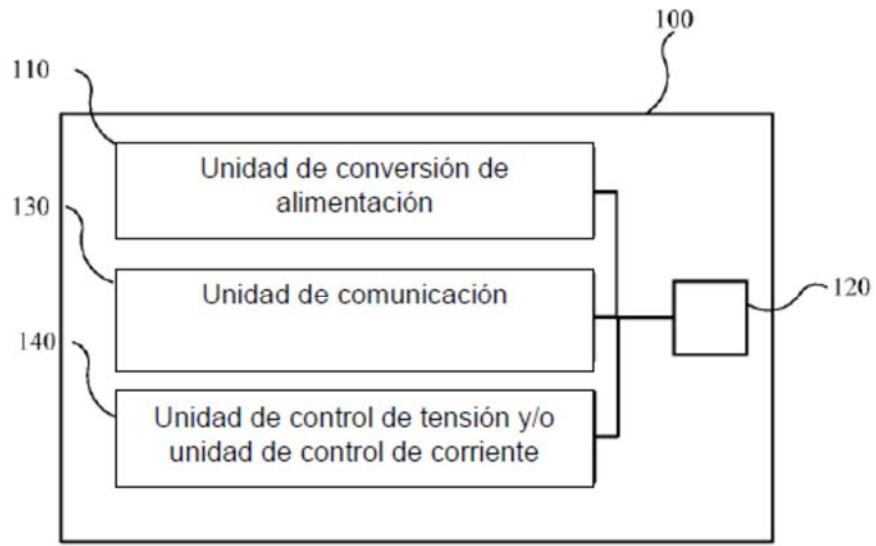 100
110
Unidad de conversión de
alimentación
130
Unidad de comunicación
120
140
Unidad de control de tensión y/o
unidad de control de corriente